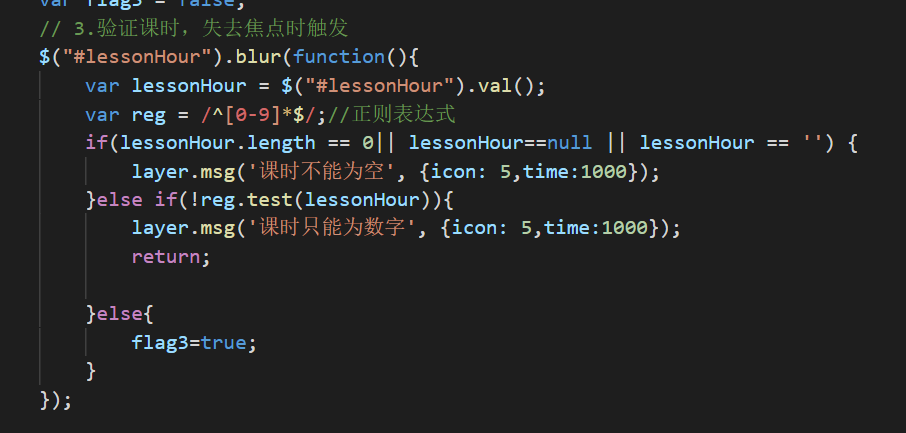 var flag3 = false;
// 3.验证课时，失去焦点时触发
$("#lessonHour").blur(function(){
var lessonHour = $("#lessonHour").val();
var reg = /^[0-9]*$/;//正则表达式
if(lessonHour.length == 0|| lessonHour==null || lessonHour == '') {
layer.msg('课时不能为空', {icon: 5,time:1000});
}else if(!reg.test(lessonHour)){
layer.msg('课时只能为数字', {icon: 5,time:1000});
return;
}else{
flag3=true;
}
});